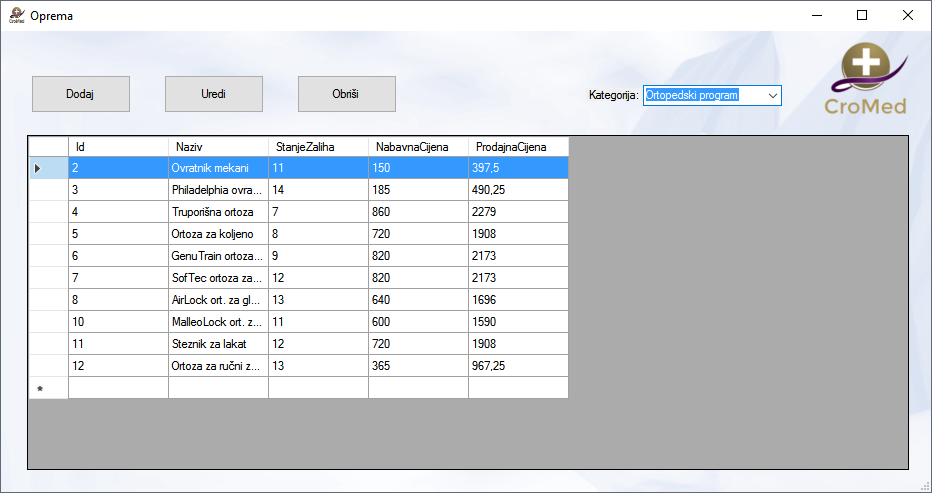 CroMed Oprema
CroMed
Dodaj Uredi Obriši Kategorija: Ortopedski program
Id Naziv StanjeZaliha NabavnaCijena ProdajnaCijena
2 Ovratnik mekani 11 150 397,5
3 Philadelphia ovra... 14 185 490,25
4 Truporišna ortoza 7 860 2279
5 Ortoza za koljeno 8 720 1908
6 GenuTrain ortoza... 9 820 2173
7 SofTec ortoza za... 12 820 2173
8 AirLock ort. za gl... 13 640 1696
10 MalleoLock ort. z... 11 600 1590
11 Steznik za lakat 12 720 1908
12 Ortoza za ručni z... 13 365 967,25